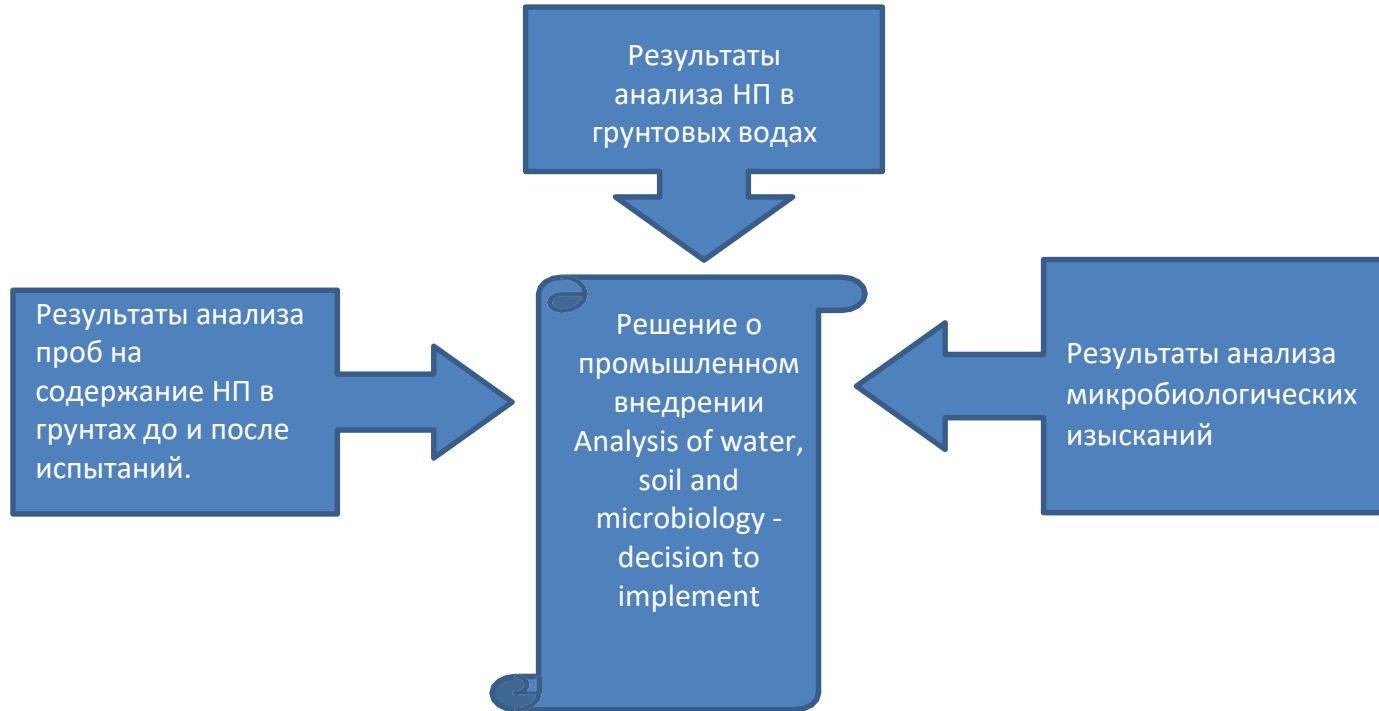 Результаты
анализа НП в
грунтовых водах
Результаты анализа
проб на
содержание НП в
грунтах до и после
испытаний.
Решение о
промышленном
внедрении
Analysis of water,
soil and
microbiology -
decision to
implement
Результаты анализа
микробиологических
изысканий